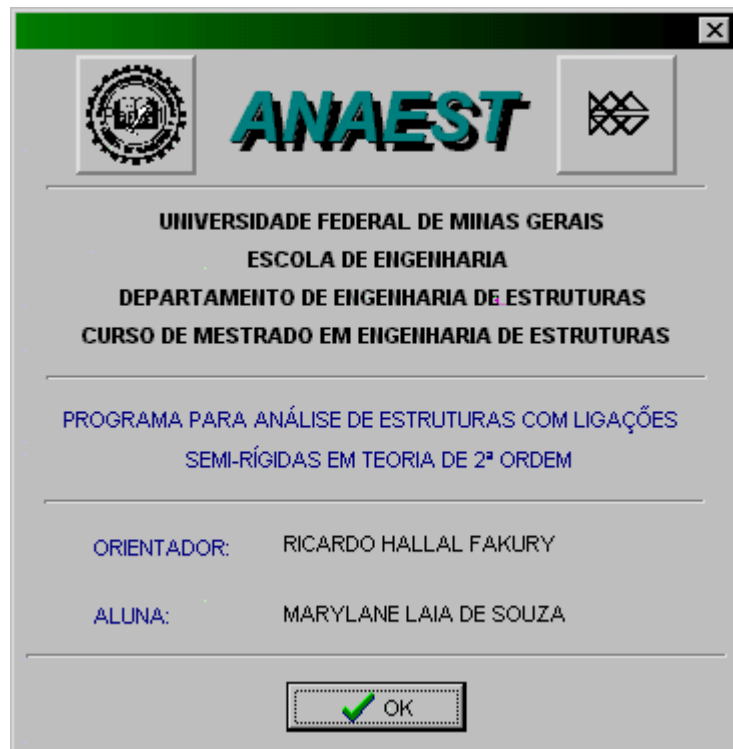 ANAEST
UNIVERSIDADE FEDERAL DE MINAS GERAIS
ESCOLA DE ENGENHARIA
DEPARTAMENTO DE ENGENHARIA DE ESTRUTURAS
CURSO DE MESTRADO EM ENGENHARIA DE ESTRUTURAS
PROGRAMA PARA ANÁLISE DE ESTRUTURAS COM LIGAÇÕES
SEMI-RÍGIDAS EM TEORIA DE 2ª ORDEM
ORIENTADOR: RICARDO HALLAL FAKURY
ALUNA: MARYLANE LAIA DE SOUZA
OK